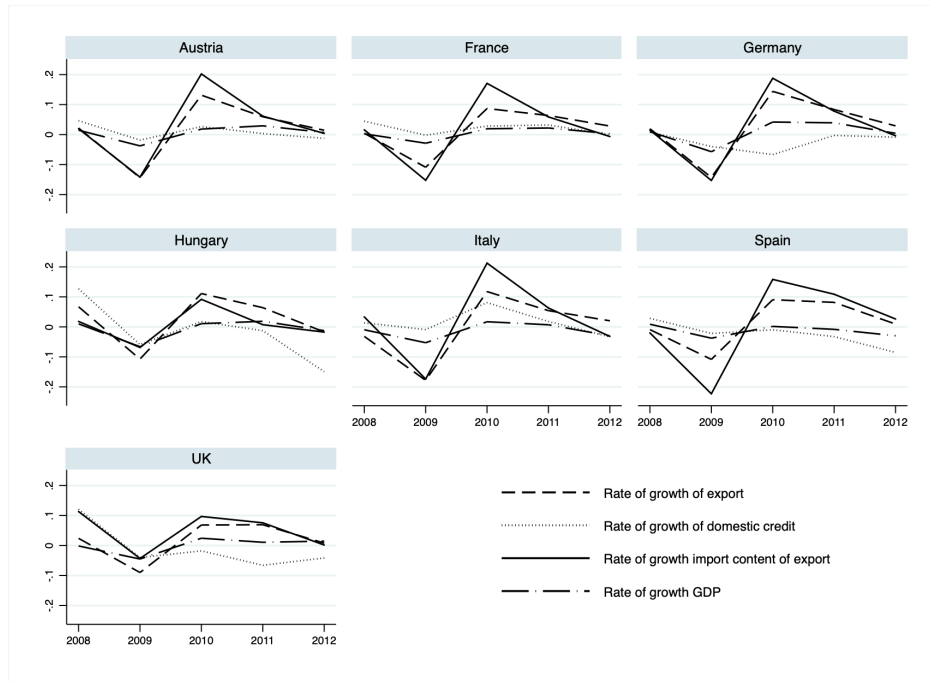 Austria
France
Germany
.2
.1
0
-.1
-.2
Hungary
Italy
Spain
.2
.1
0
-.1
-.2
2008 2009 2010 2011 2012
2008 2009 2010 2011 2012
UK
.2
.1
0
-.1
-.2
2008 2009 2010 2011 2012
Rate of growth of export
Rate of growth of domestic credit
Rate of growth import content of export
Rate of growth GDP